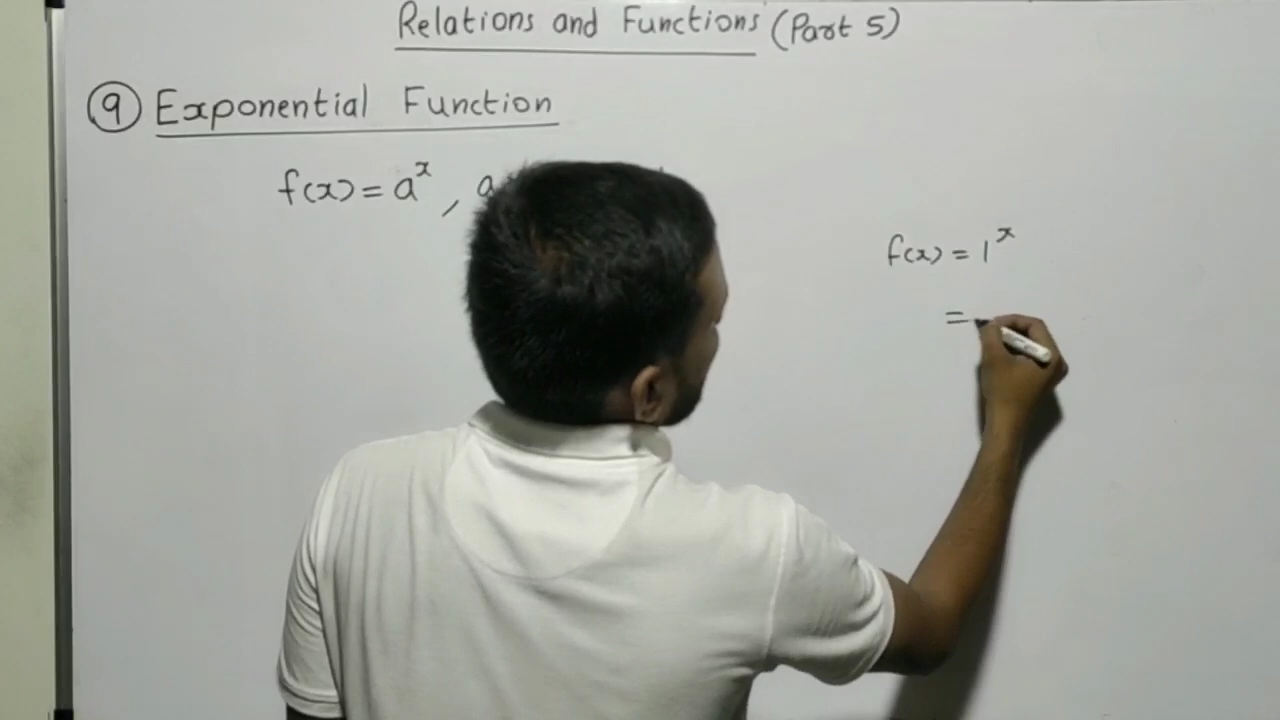 Relations and Functions (Part 5)
9 Exponential Function
f(x) = a^x , a
f(x) = 1^x
=